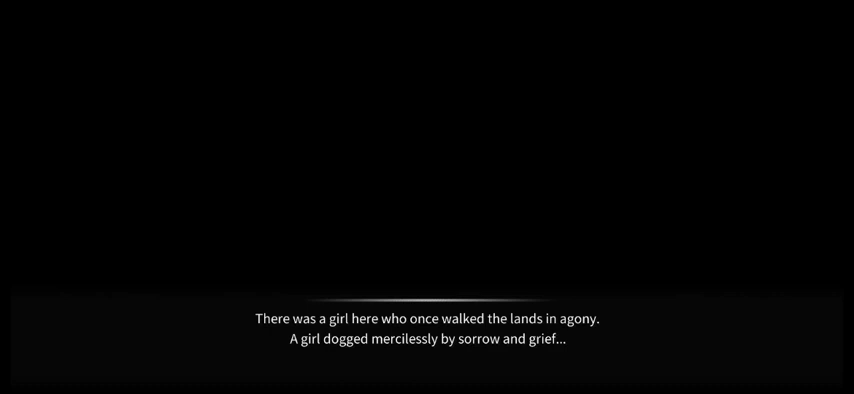 There was a girl here who once walked the lands in agony.
A girl dogged mercilessly by sorrow and grief...